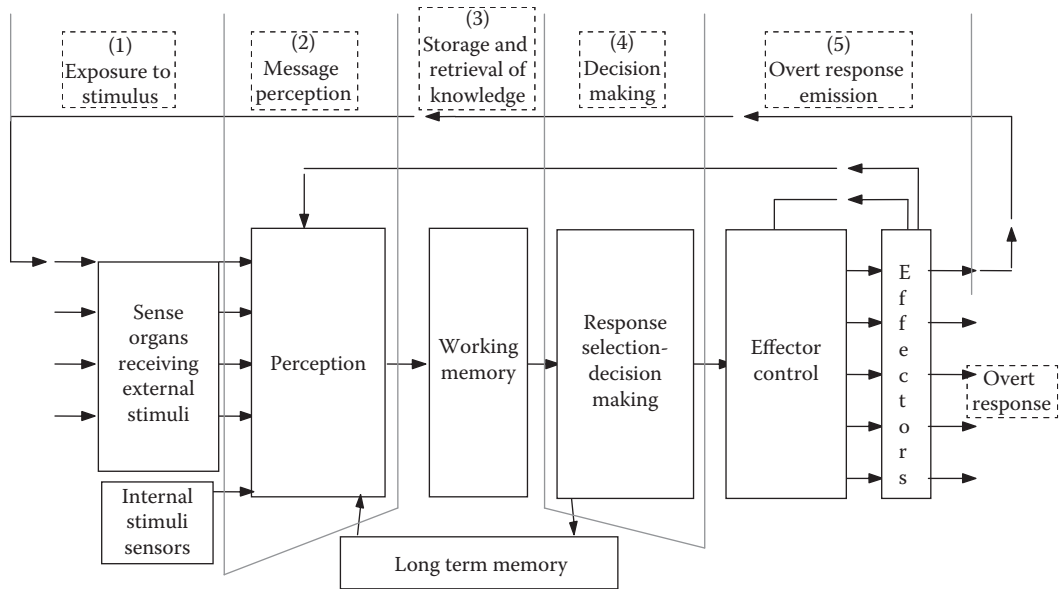 (1)
Exposure to
stimulus
(2)
Message
perception
(3)
Storage and
retrieval of
knowledge
(4)
Decision
making
(5)
Overt response
emission
Sense
organs
receiving
external
stimuli
Internal
stimuli
sensors
Perception
Working
memory
Response
selection-
decision
making
Effector
control
Effectors
Overt
response
Long term memory